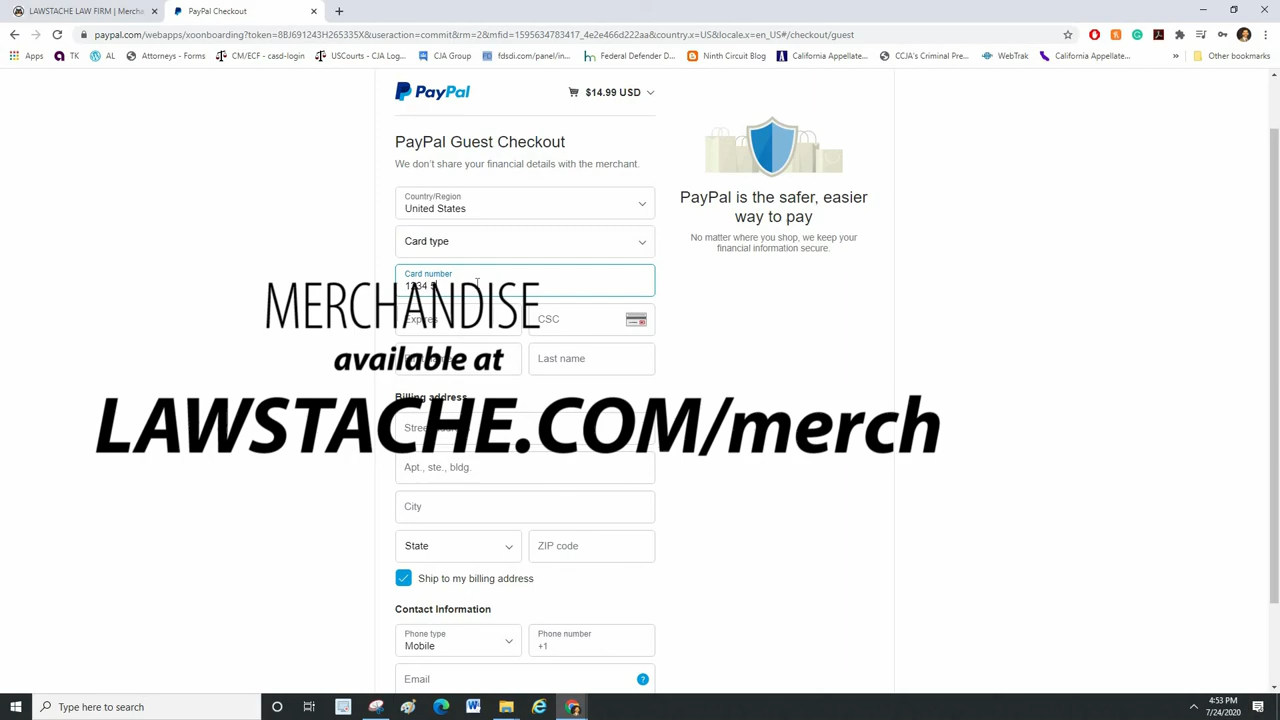 LAWSTACHE LAW FIRM | Mercha
PayPal Checkout
paypal.com/webapps/xoonboarding?token=8BJ691243H265335X&useraction=commit&rm=2&mfid=1595634783417_4e2e466d222aa&country.x=US&locale.x=en_US#/checkout/guest
Apps TK AL Attorneys - Forms CM/ECF - casd-login USCourts - CJA Log... CJA Group fdsdi.com/panel/in... Federal Defender D... Ninth Circuit Blog California Appellate... CCJA's Criminal Pre... WebTrak California Appellate... » Other bookmarks
PayPal
$14.99 USD
PayPal Guest Checkout
We don't share your financial details with the merchant.
Country/Region
United States
Card type
Card number
1234 5
MERCHANDISE
Expires
CSC
available at
Last name
Billing address
LAWSTACHE.COM/merch
Apt., ste., bldg.
City
State
ZIP code
Ship to my billing address
Contact Information
Phone type
Mobile
Phone number
+1
Email
?
PayPal is the safer, easier
way to pay
No matter where you shop, we keep your
financial information secure.
Type here to search
4:53 PM
7/24/2020